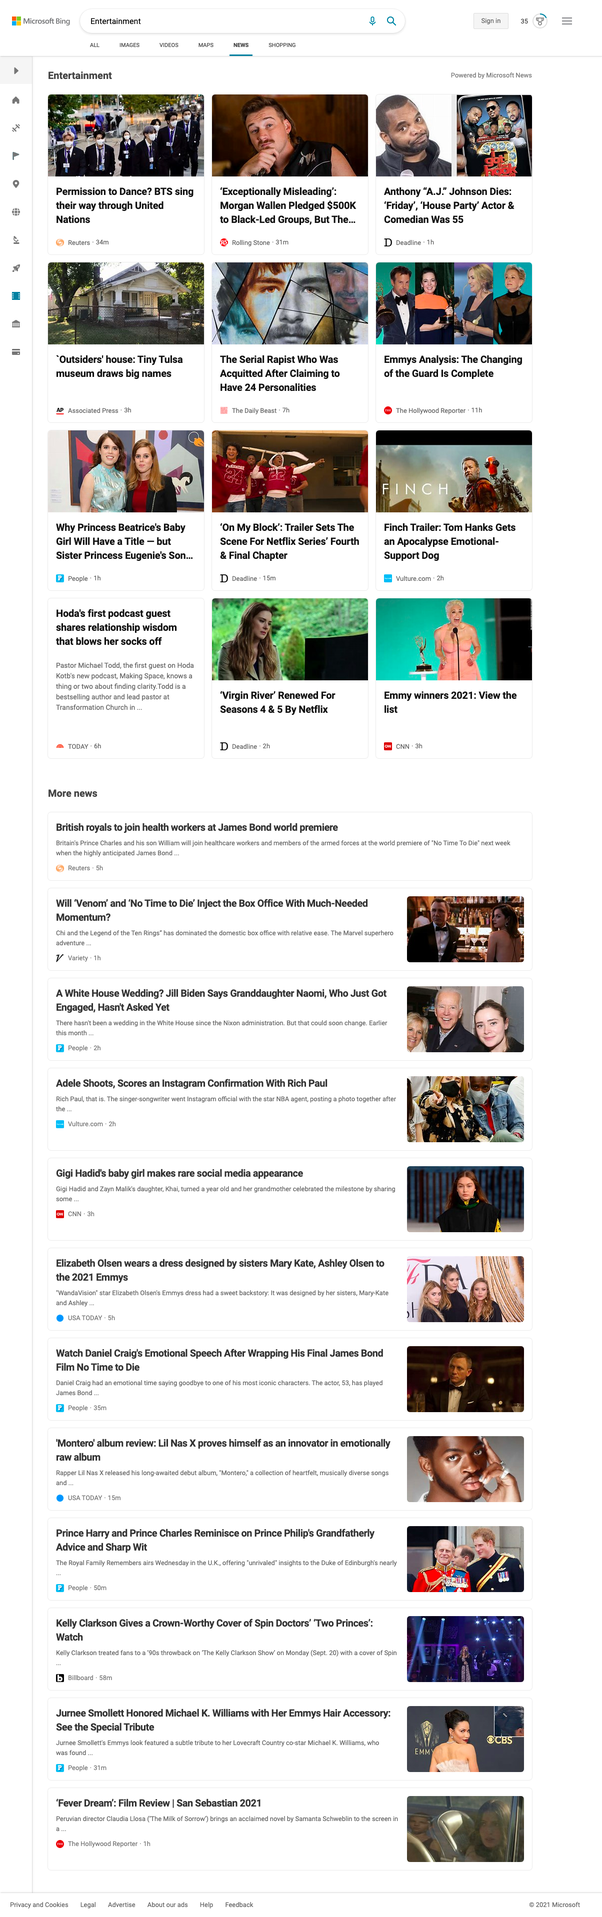 Microsoft Bing
Entertainment
Sign in
35
ALL
IMAGES
VIDEOS
MAPS
NEWS
SHOPPING
Entertainment
Powered by Microsoft News
Permission to Dance? BTS sing
their way through United
Nations
Reuters · 34m
'Exceptionally Misleading':
Morgan Wallen Pledged $500K
to Black-Led Groups, But The...
Rolling Stone · 31m
Anthony "A.J." Johnson Dies:
'Friday', 'House Party' Actor &
Comedian Was 55
Deadline · 1h
`Outsiders' house: Tiny Tulsa
museum draws big names
AP
Associated Press · 3h
The Serial Rapist Who Was
Acquitted After Claiming to
Have 24 Personalities
The Daily Beast · 7h
Emmys Analysis: The Changing
of the Guard Is Complete
The Hollywood Reporter · 11h
Why Princess Beatrice's Baby
Girl Will Have a Title — but
Sister Princess Eugenie's Son...
People · 1h
'On My Block': Trailer Sets The
Scene For Netflix Series' Fourth
& Final Chapter
Deadline · 15m
FINCH
Finch Trailer: Tom Hanks Gets
an Apocalypse Emotional-
Support Dog
Vulture.com · 2h
Hoda's first podcast guest
shares relationship wisdom
that blows her socks off
Pastor Michael Todd, the first guest on Hoda
Kotb's new podcast, Making Space, knows a
thing or two about finding clarity.Todd is a
bestselling author and lead pastor at
Transformation Church in ...
TODAY · 6h
'Virgin River' Renewed For
Seasons 4 & 5 By Netflix
Deadline · 2h
Emmy winners 2021: View the
list
CNN · 3h
More news
British royals to join health workers at James Bond world premiere
Britain's Prince Charles and his son William will join healthcare workers and members of the armed forces at the world premiere of "No Time To Die" next week
when the highly anticipated James Bond ...
Reuters · 5h
Will 'Venom' and 'No Time to Die' Inject the Box Office With Much-Needed
Momentum?
Chi and the Legend of the Ten Rings" has dominated the domestic box office with relative ease. The Marvel superhero
adventure ...
Variety · 1h
A White House Wedding? Jill Biden Says Granddaughter Naomi, Who Just Got
Engaged, Hasn't Asked Yet
There hasn't been a wedding in the White House since the Nixon administration. But that could soon change. Earlier
this month ...
People · 2h
Adele Shoots, Scores an Instagram Confirmation With Rich Paul
Rich Paul, that is. The singer-songwriter went Instagram official with the star NBA agent, posting a photo together after
the ...
Vulture.com · 2h
Gigi Hadid's baby girl makes rare social media appearance
Gigi Hadid and Zayn Malik's daughter, Khai, turned a year old and her grandmother celebrated the milestone by sharing
some ...
CNN · 3h
Elizabeth Olsen wears a dress designed by sisters Mary Kate, Ashley Olsen to
the 2021 Emmys
"WandaVision" star Elizabeth Olsen's Emmys dress had a sweet backstory: It was designed by her sisters, Mary-Kate
and Ashley ...
USA TODAY · 5h
Watch Daniel Craig's Emotional Speech After Wrapping His Final James Bond
Film No Time to Die
Daniel Craig had an emotional time saying goodbye to one of his most iconic characters. The actor, 53, has played
James Bond ...
People · 35m
'Montero' album review: Lil Nas X proves himself as an innovator in emotionally
raw album
Rapper Lil Nas X released his long-awaited debut album, "Montero," a collection of heartfelt, musically diverse songs
and ...
USA TODAY · 15m
Prince Harry and Prince Charles Reminisce on Prince Philip's Grandfatherly
Advice and Sharp Wit
The Royal Family Remembers airs Wednesday in the U.K., offering "unrivaled" insights to the Duke of Edinburgh's nearly
...
People · 50m
Kelly Clarkson Gives a Crown-Worthy Cover of Spin Doctors' 'Two Princes':
Watch
Kelly Clarkson treated fans to a '90s throwback on 'The Kelly Clarkson Show' on Monday (Sept. 20) with a cover of Spin
...
Billboard · 58m
Jurnee Smollett Honored Michael K. Williams with Her Emmys Hair Accessory:
See the Special Tribute
Jurnee Smollett's Emmys look featured a subtle tribute to her Lovecraft Country co-star Michael K. Williams, who
was found ...
People · 31m
EMMY
CBS
'Fever Dream': Film Review | San Sebastian 2021
Peruvian director Claudia Llosa ('The Milk of Sorrow') brings an acclaimed novel by Samanta Schweblin to the screen in
a ...
The Hollywood Reporter · 1h
Privacy and Cookies
Legal
Advertise
About our ads
Help
Feedback
© 2021 Microsoft